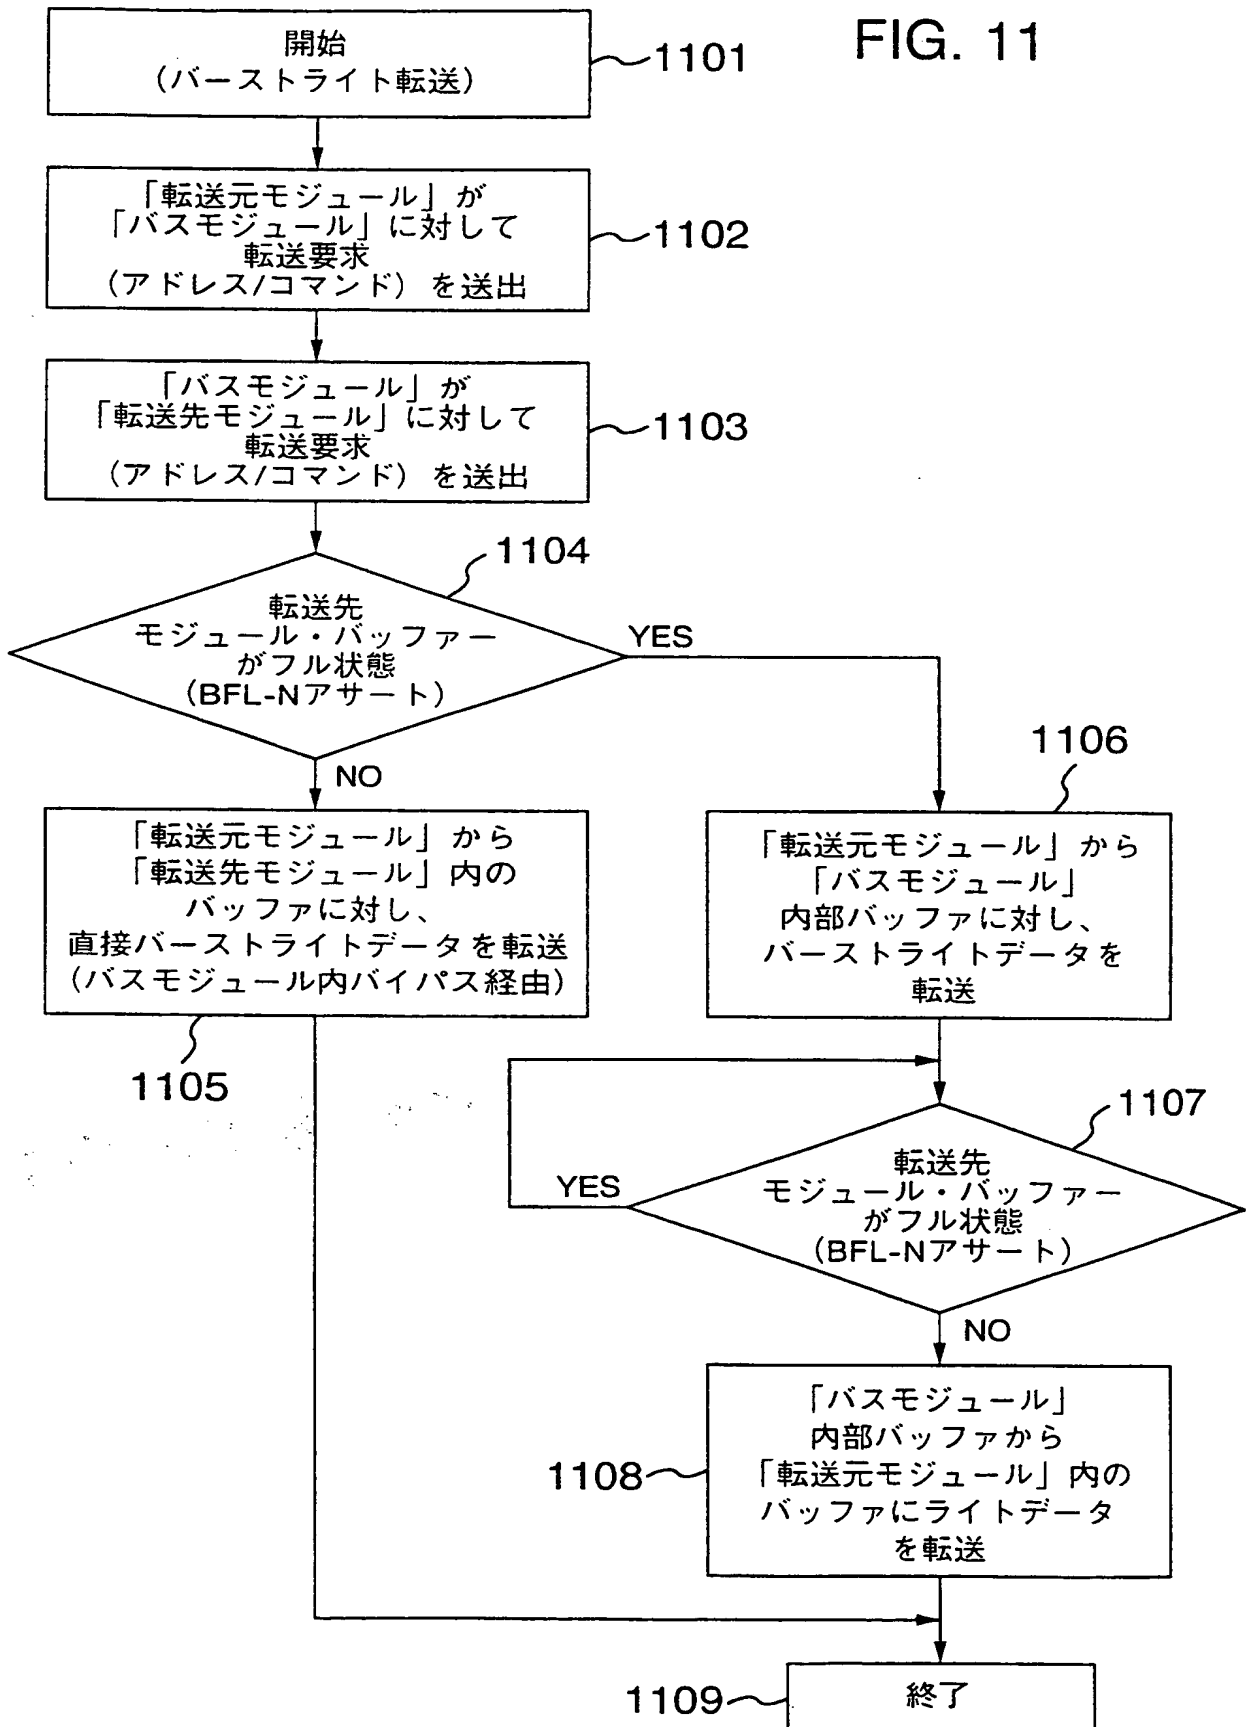 FIG. 11
開始
(バーストライト転送)
1101
「転送元モジュール」が
「バスモジュール」に対して
転送要求
(アドレス/コマンド) を送出
1102
「バスモジュール」が
「転送先モジュール」に対して
転送要求
(アドレス/コマンド) を送出
1103
1104
転送先
モジュール・バッファー
がフル状態
(BFL-Nアサート)
YES
NO
「転送元モジュール」から
「転送先モジュール」内の
バッファに対し、
直接バーストライトデータを転送
(バスモジュール内バイパス経由)
1105
1106
「転送元モジュール」から
「バスモジュール」
内部バッファに対し、
バーストライトデータを
転送
1107
転送先
モジュール・バッファー
がフル状態
(BFL-Nアサート)
YES
NO
「バスモジュール」
内部バッファから
「転送元モジュール」内の
バッファにライトデータ
を転送
1108
1109
終了